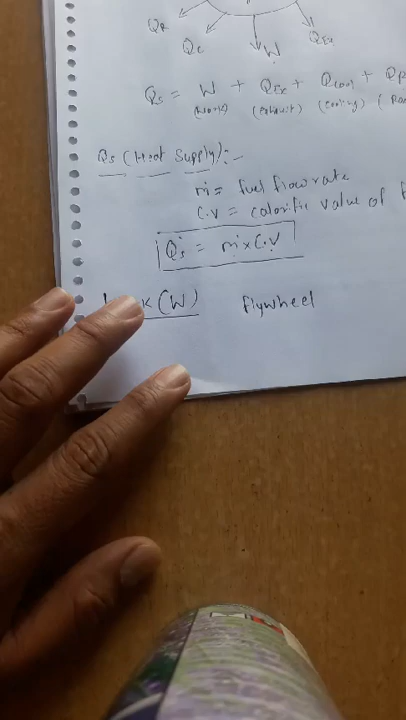 QR
Qc
W
QEx
Qs = W + QEx + Qcool + QR
(Work) (exhaust) (cooling)
Qs (Heat Supply):-
ṁ = fuel flow rate
C.V = calorific value of
Qs = ṁ x C.V
k (W) flywheel